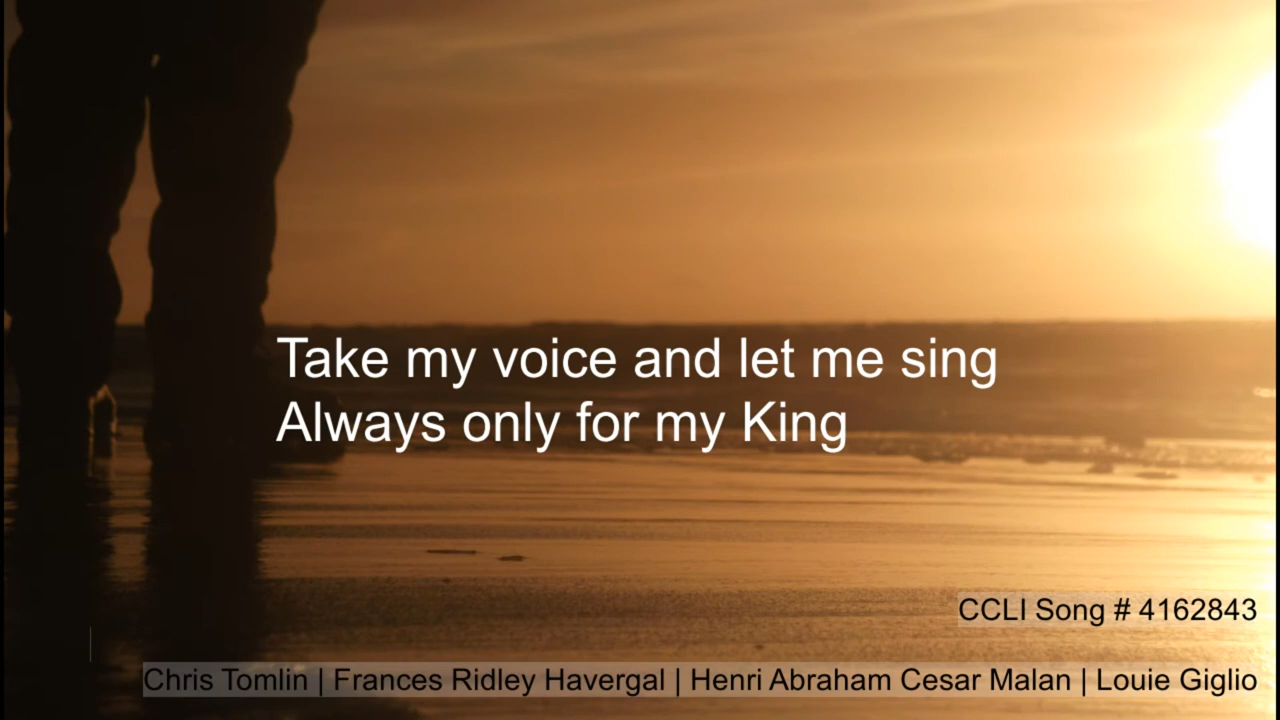 Take my voice and let me sing
Always only for my King
CCLI Song # 4162843
Chris Tomlin | Frances Ridley Havergal | Henri Abraham Cesar Malan | Louie Giglio